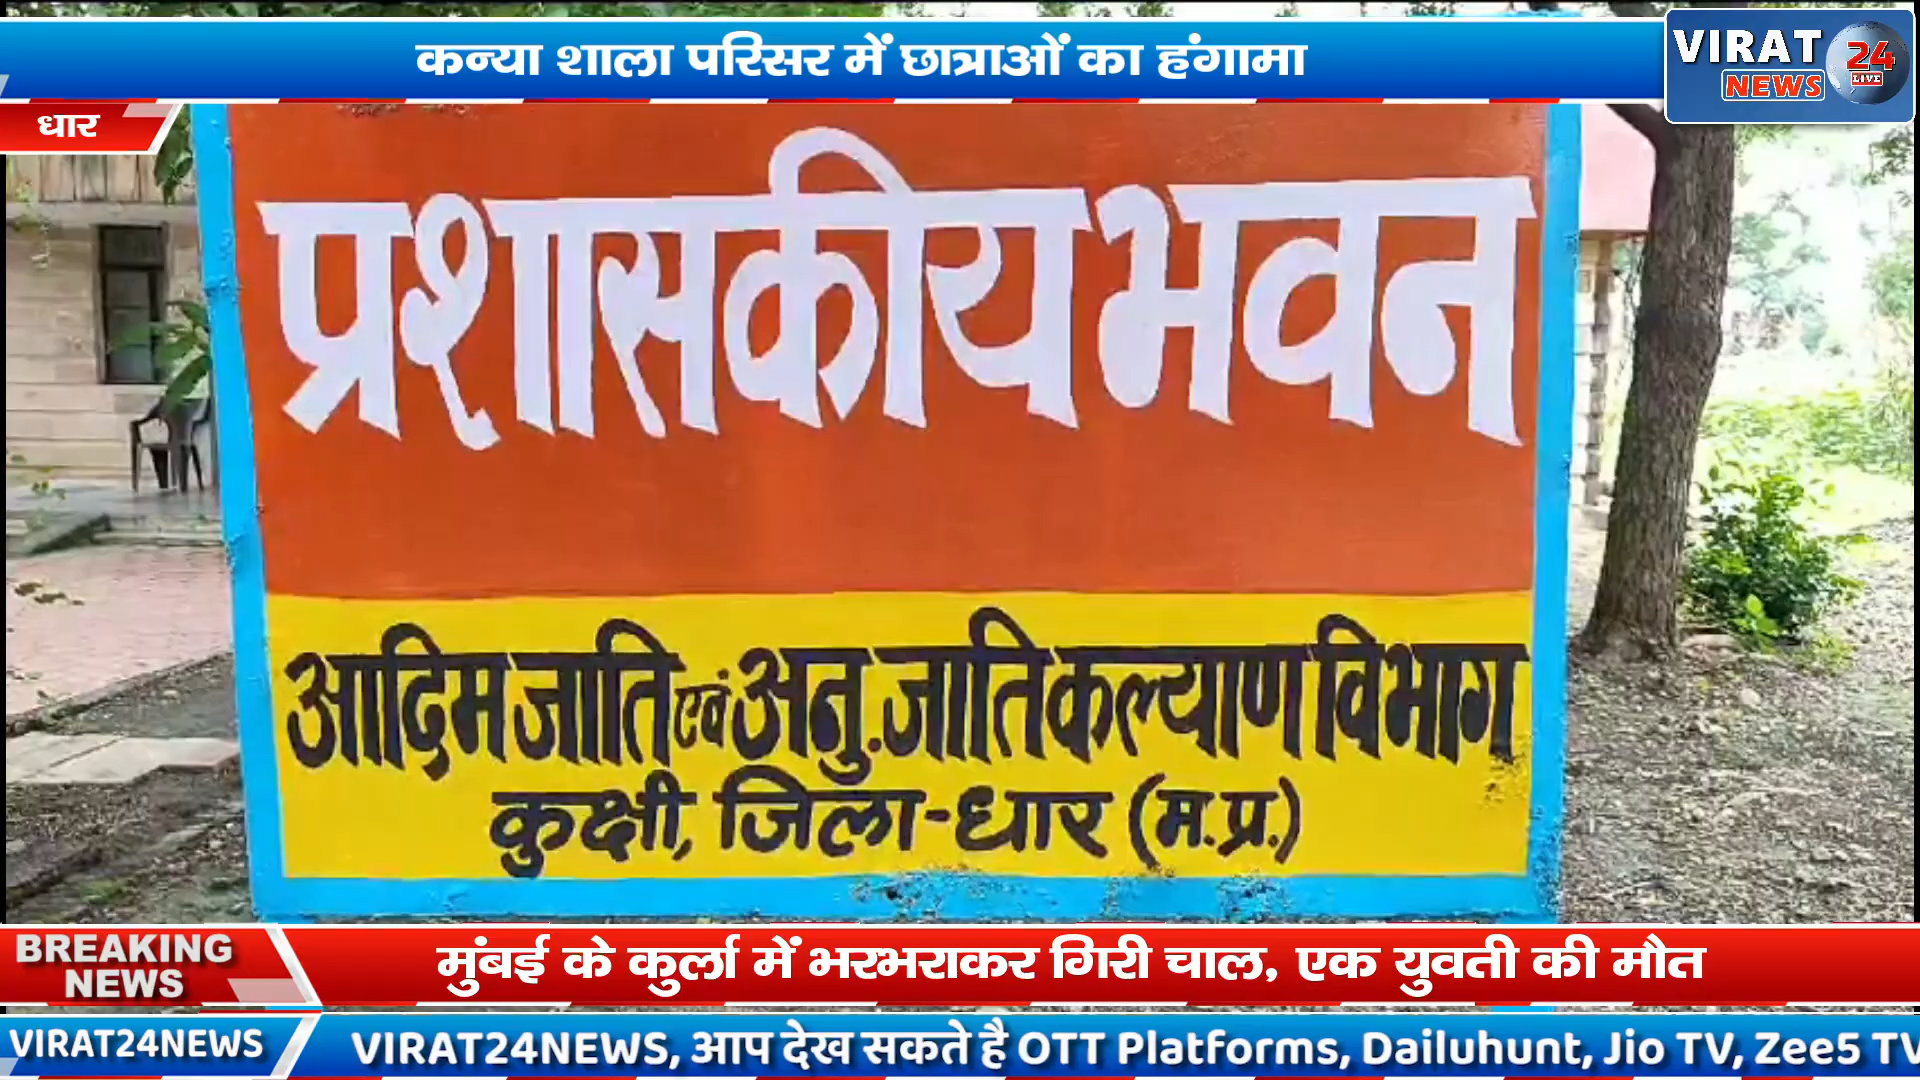 कन्या शाला परिसर में छात्राओं का हंगामा
VIRAT
24
NEWS
LIVE
धार
प्रशासकीय भवन
आदिम जाति एवं अनु. जाति कल्याण विभाग
कुक्षी, जिला-धार (म.प्र.)
BREAKING
NEWS
मुंबई के कुर्ला में भरभराकर गिरी चाल, एक युवती की मौत
VIRAT24NEWS
VIRAT24NEWS, आप देख सकते है OTT Platforms, Dailuhunt, Jio TV, Zee5 TV